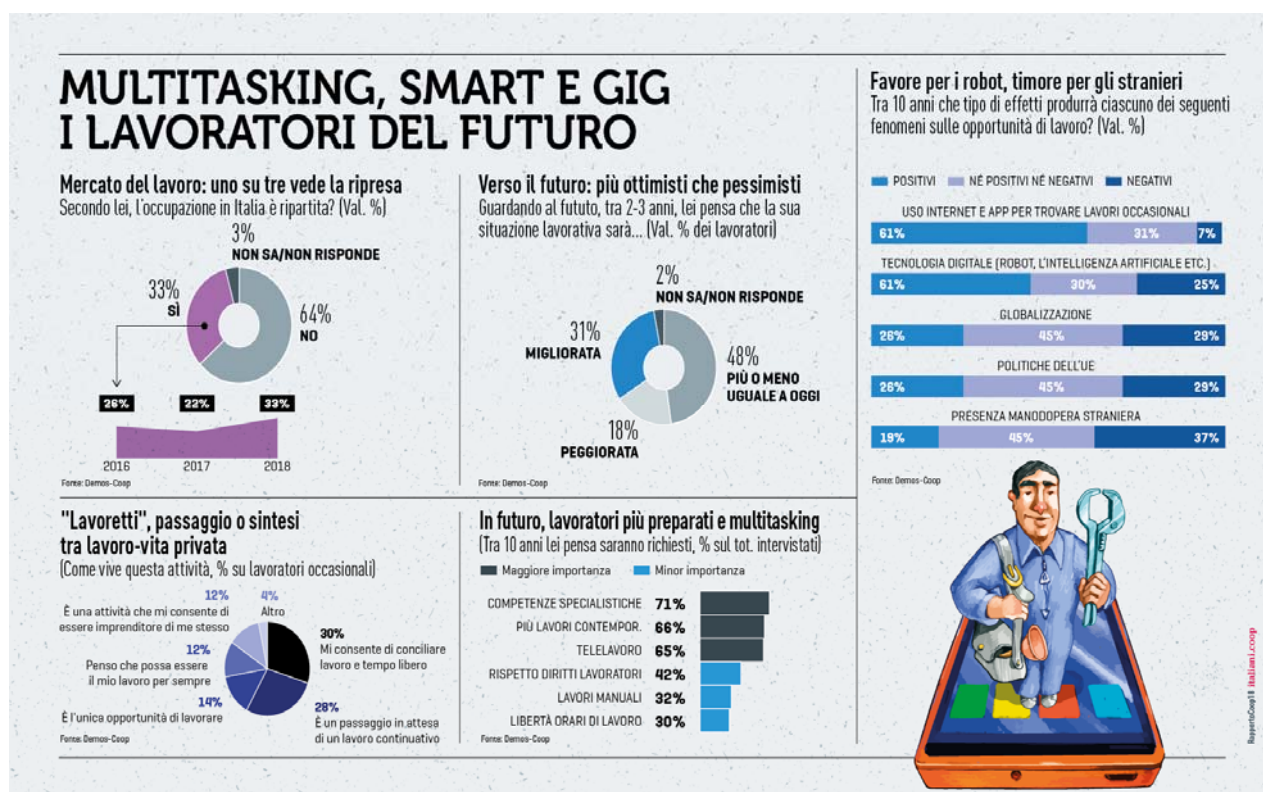 MULTITASKING, SMART E GIG
I LAVORATORI DEL FUTURO
Mercato del lavoro: uno su tre vede la ripresa
Secondo lei, l'occupazione in Italia è ripartita? (Val. %)
3%
NON SA/NON RISPONDE
33%
SÌ
64%
NO
26%
22%
33%
2016
2017
2018
Fonte: Demos-Coop
Verso il futuro: più ottimisti che pessimisti
Guardando al fututo, tra 2-3 anni, lei pensa che la sua
situazione lavorativa sarà... (Val. % dei lavoratori)
2%
NON SA/NON RISPONDE
31%
MIGLIORATA
48%
PIÙ O MENO
UGUALE A OGGI
18%
PEGGIORATA
Fonte: Demos-Coop
Favore per i robot, timore per gli stranieri
Tra 10 anni che tipo di effetti produrrà ciascuno dei seguenti
fenomeni sulle opportunità di lavoro? (Val. %)
POSITIVI NÉ POSITIVI NÉ NEGATIVI NEGATIVI
USO INTERNET E APP PER TROVARE LAVORI OCCASIONALI
61% 31% 7%
TECNOLOGIA DIGITALE (ROBOT, L'INTELLIGENZA ARTIFICIALE ETC.)
61% 30% 25%
GLOBALIZZAZIONE
26% 45% 29%
POLITICHE DELL'UE
26% 45% 29%
PRESENZA MANODOPERA STRANIERA
19% 45% 37%
Fonte: Demos-Coop
"Lavoretti", passaggio o sintesi
tra lavoro-vita privata
(Come vive questa attività, % su lavoratori occasionali)
12%
È una attività che mi consente di
essere imprenditore di me stesso
4%
Altro
12%
Penso che possa essere
il mio lavoro per sempre
14%
È l'unica opportunità di lavorare
30%
Mi consente di conciliare
lavoro e tempo libero
28%
È un passaggio in attesa
di un lavoro continuativo
Fonte: Demos-Coop
In futuro, lavoratori più preparati e multitasking
(Tra 10 anni lei pensa saranno richiesti, % sul tot. intervistati)
Maggiore importanza Minor importanza
COMPETENZE SPECIALISTICHE 71%
PIÙ LAVORI CONTEMPOR. 66%
TELELAVORO 65%
RISPETTO DIRITTI LAVORATORI 42%
LAVORI MANUALI 32%
LIBERTÀ ORARI DI LAVORO 30%
Fonte: Demos-Coop
RapportoCoop18 italiani.coop